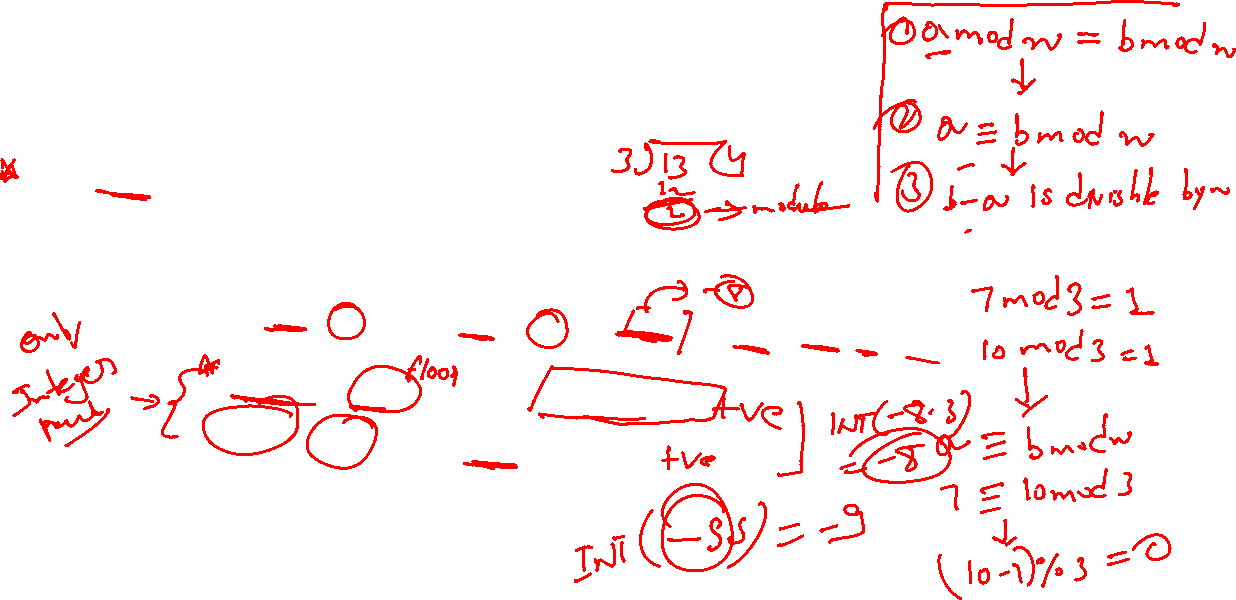 ① a mod n = b mod n
↓
② a ≡ b mod n
↓
③ b-a is divisible by n
3) 13 (4
12
1 → modulo
7 mod 3 = 1
10 mod 3 = 1
↓
a ≡ b mod n
7 ≡ 10 mod 3
↓
(10-7) % 3 = 0
only
Integer
part
→ {
floor
+ve
+ve
INT(-8.3)
= -8
INT(-8.5) = -9